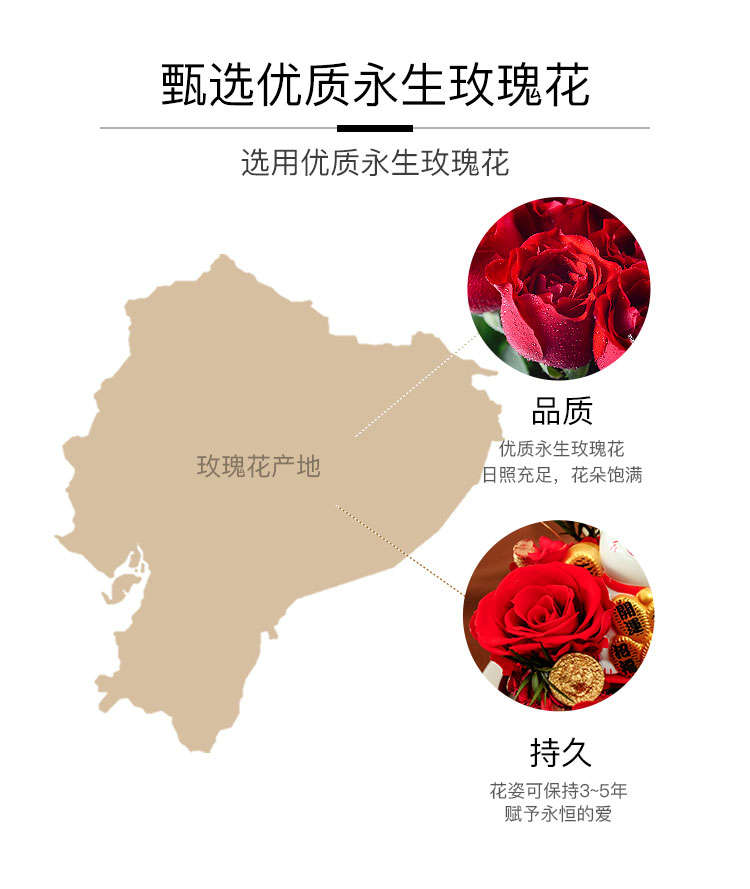 甄选优质永生玫瑰花
选用优质永生玫瑰花
玫瑰花产地
品质
优质永生玫瑰花
日照充足，花朵饱满
開運
持久
花姿可保持3~5年
赋予永恒的爱